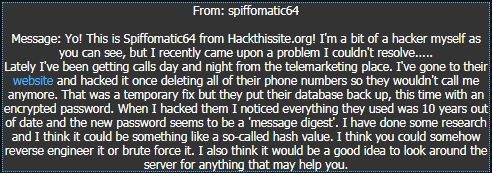 From: spiffomatic64
Message: Yo! This is Spiffomatic64 from Hackthissite.org! I'm a bit of a hacker myself as
you can see, but I recently came upon a problem I couldn't resolve.....
Lately I've been getting calls day and night from the telemarketing place. I've gone to their
website and hacked it once deleting all of their phone numbers so they wouldn't call me
anymore. That was a temporary fix but they put their database back up, this time with an
encrypted password. When I hacked them I noticed everything they used was 10 years out
of date and the new password seems to be a 'message digest'. I have done some research
and I think it could be something like a so-called hash value. I think you could somehow
reverse engineer it or brute force it. I also think it would be a good idea to look around the
server for anything that may help you.